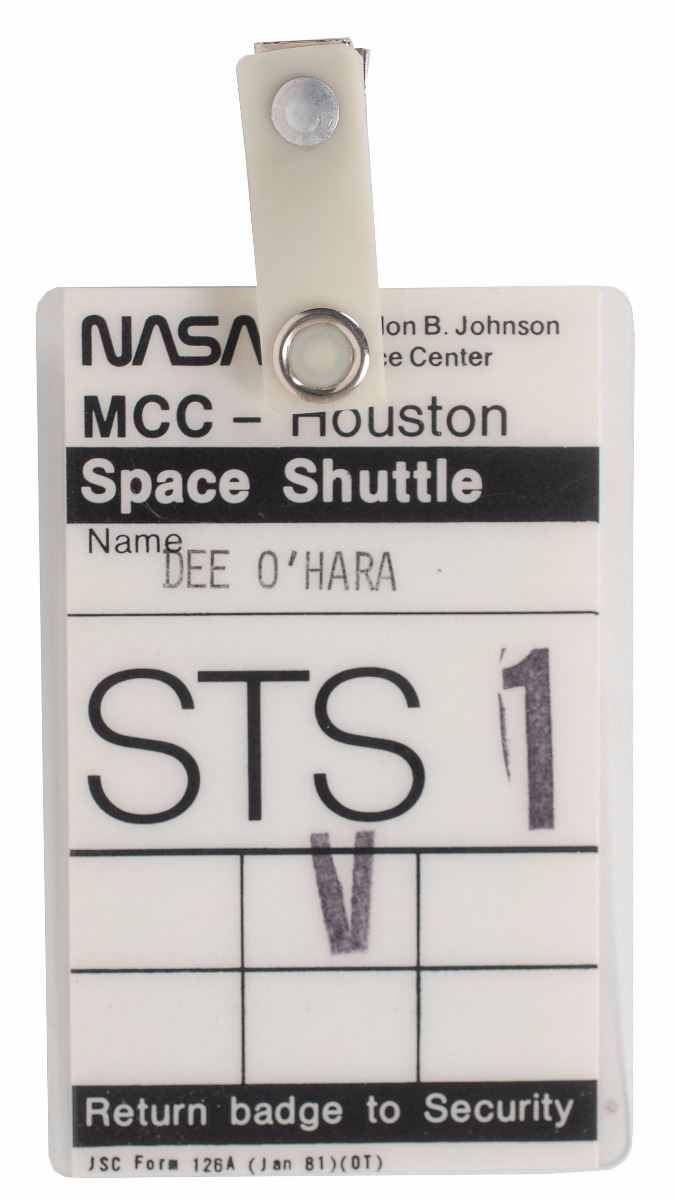 NASA
don B. Johnson
ce Center
MCC - Houston
Space Shuttle
Name
DEE O'HARA
STS 1
V
Return badge to Security
JSC Form 126A (Jan 81)(OT)